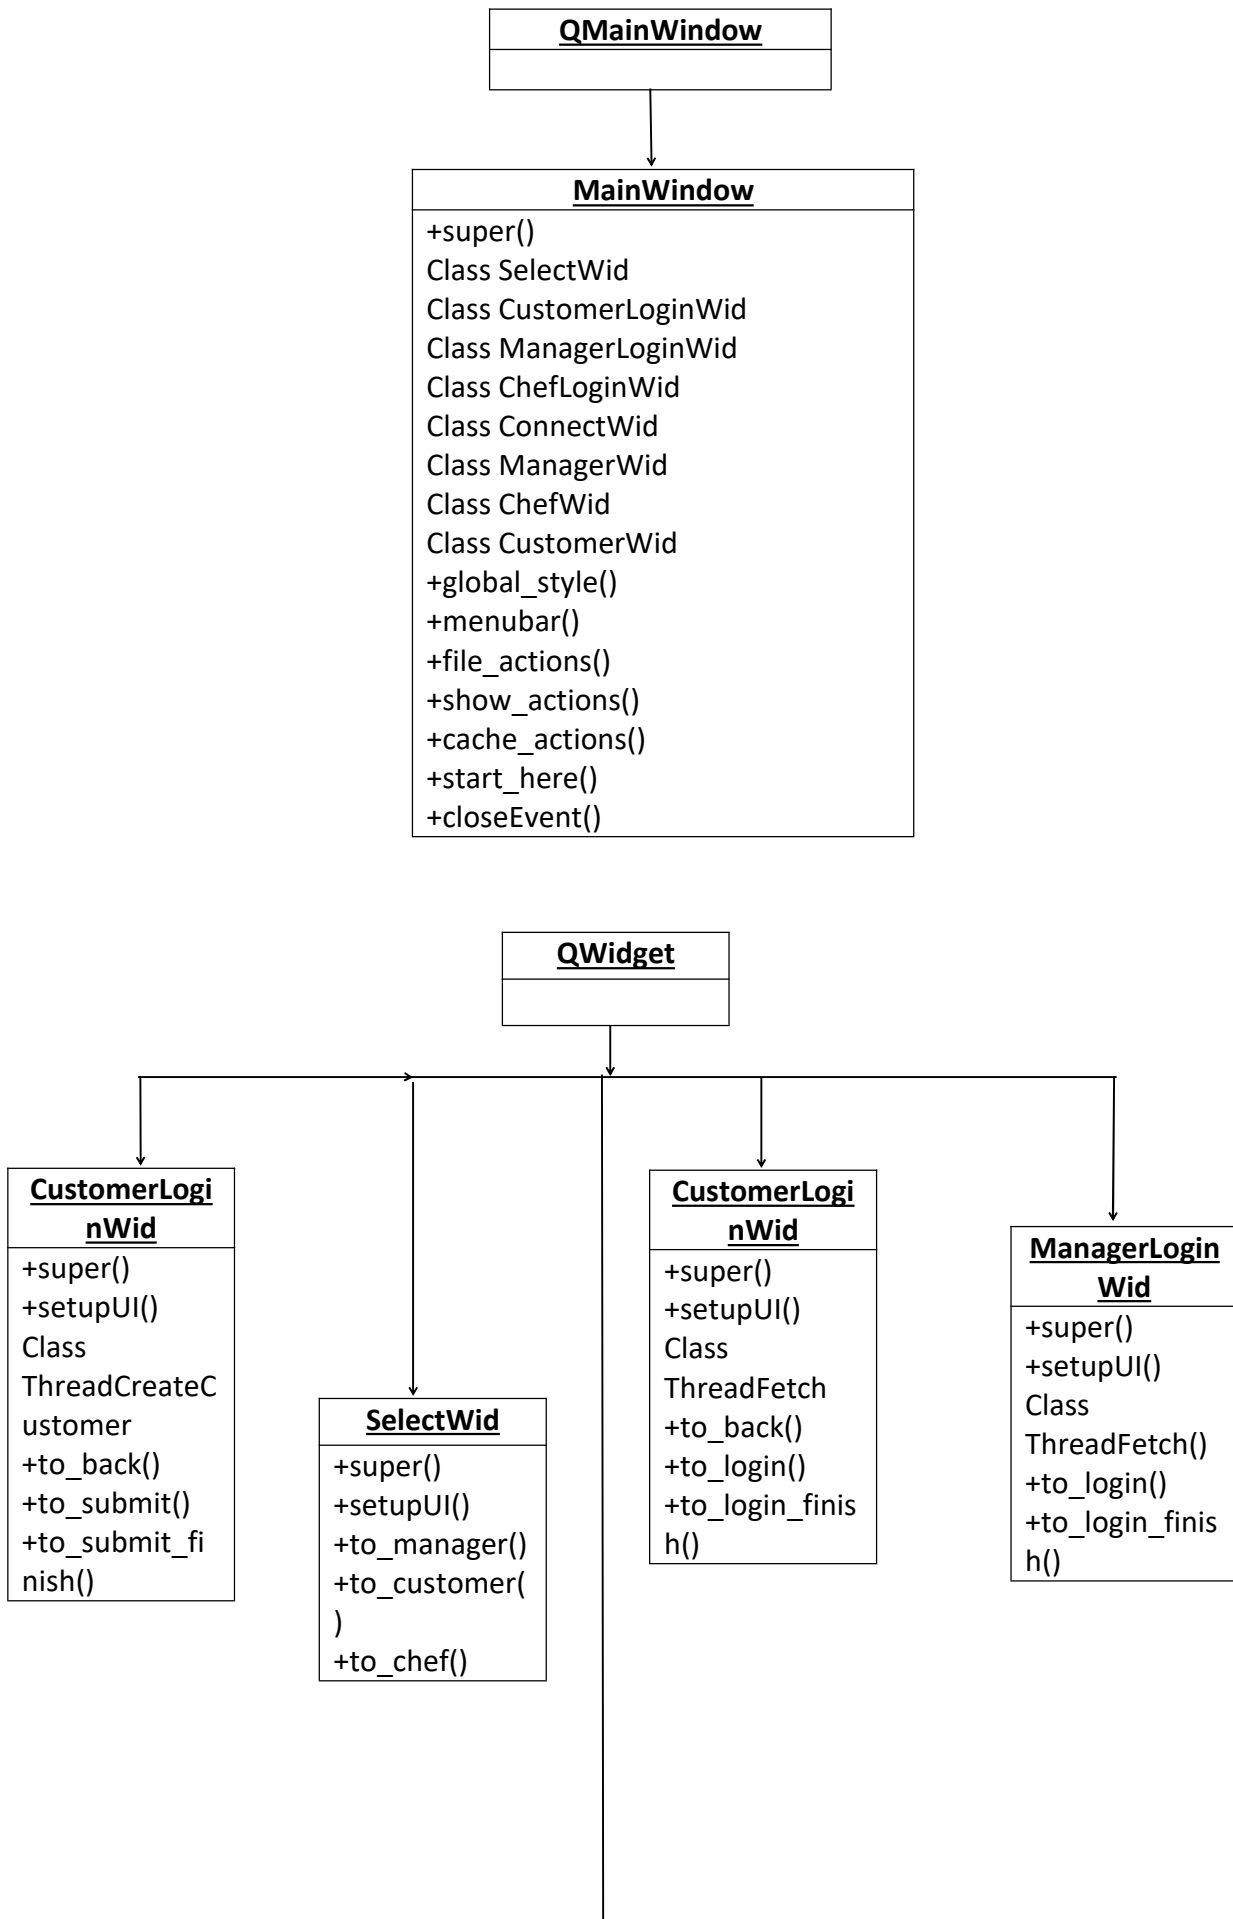 QMainWindow
MainWindow
+super()
Class SelectWid
Class CustomerLoginWid
Class ManagerLoginWid
Class ChefLoginWid
Class ConnectWid
Class ManagerWid
Class ChefWid
Class CustomerWid
+global_style()
+menubar()
+file_actions()
+show_actions()
+cache_actions()
+start_here()
+closeEvent()
QWidget
CustomerLogi
nWid
+super()
+setupUI()
Class
ThreadCreateC
ustomer
+to_back()
+to_submit()
+to_submit_fi
nish()
SelectWid
+super()
+setupUI()
+to_manager()
+to_customer(
)
+to_chef()
CustomerLogi
nWid
+super()
+setupUI()
Class
ThreadFetch
+to_back()
+to_login()
+to_login_finis
h()
ManagerLogin
Wid
+super()
+setupUI()
Class
ThreadFetch()
+to_login()
+to_login_finis
h()